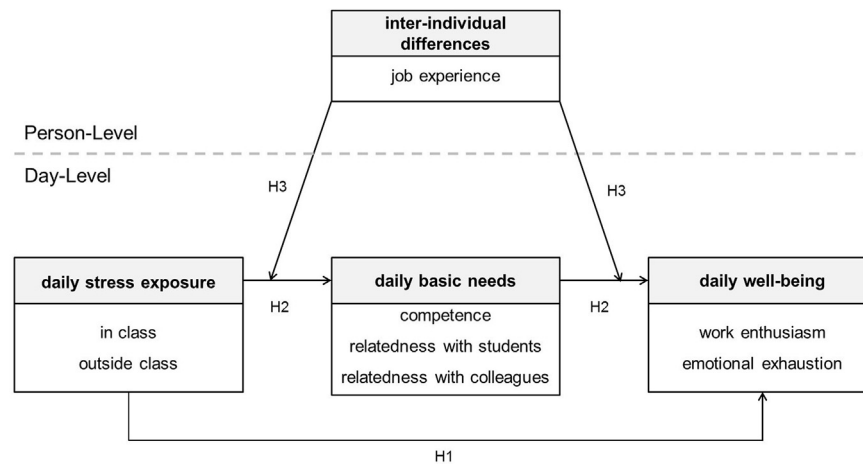 inter-individual
differences
job experience
Person-Level
Day-Level
H3
H3
daily stress exposure
in class
outside class
H2
daily basic needs
competence
relatedness with students
relatedness with colleagues
H2
daily well-being
work enthusiasm
emotional exhaustion
H1